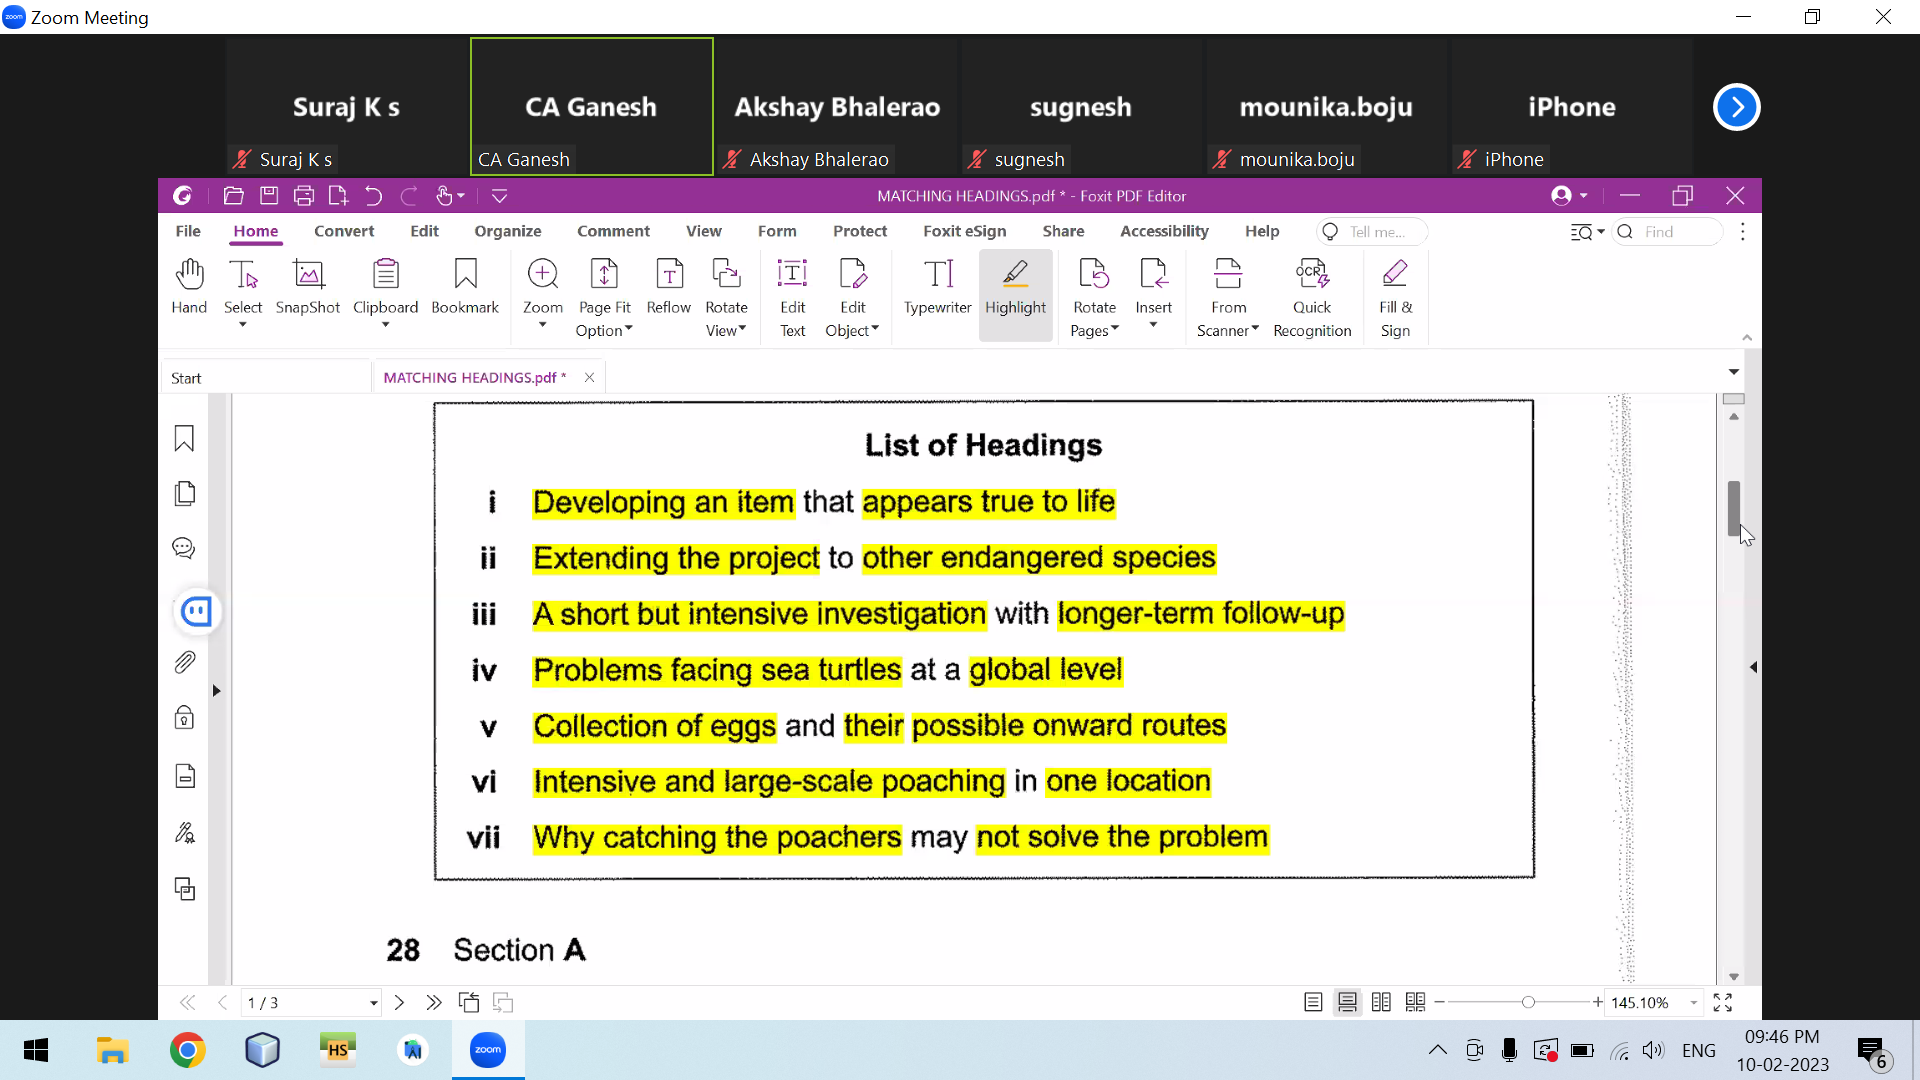 zoom Zoom Meeting
Suraj K s
CA Ganesh
Akshay Bhalerao
sugnesh
mounika.boju
iPhone
Suraj K s
CA Ganesh
Akshay Bhalerao
sugnesh
mounika.boju
iPhone
MATCHING HEADINGS.pdf * - Foxit PDF Editor
File Home Convert Edit Organize Comment View Form Protect Foxit eSign Share Accessibility Help Tell me... Find
Hand Select SnapShot Clipboard Bookmark Zoom Page Fit Option Reflow Rotate View Edit Text Edit Object Typewriter Highlight Rotate Pages Insert From Scanner OCR Quick Recognition Fill & Sign
Start MATCHING HEADINGS.pdf *
List of Headings
i Developing an item that appears true to life
ii Extending the project to other endangered species
iii A short but intensive investigation with longer-term follow-up
iv Problems facing sea turtles at a global level
v Collection of eggs and their possible onward routes
vi Intensive and large-scale poaching in one location
vii Why catching the poachers may not solve the problem
28 Section A
1 / 3 145.10%
HS zoom ENG 09:46 PM
10-02-2023 6